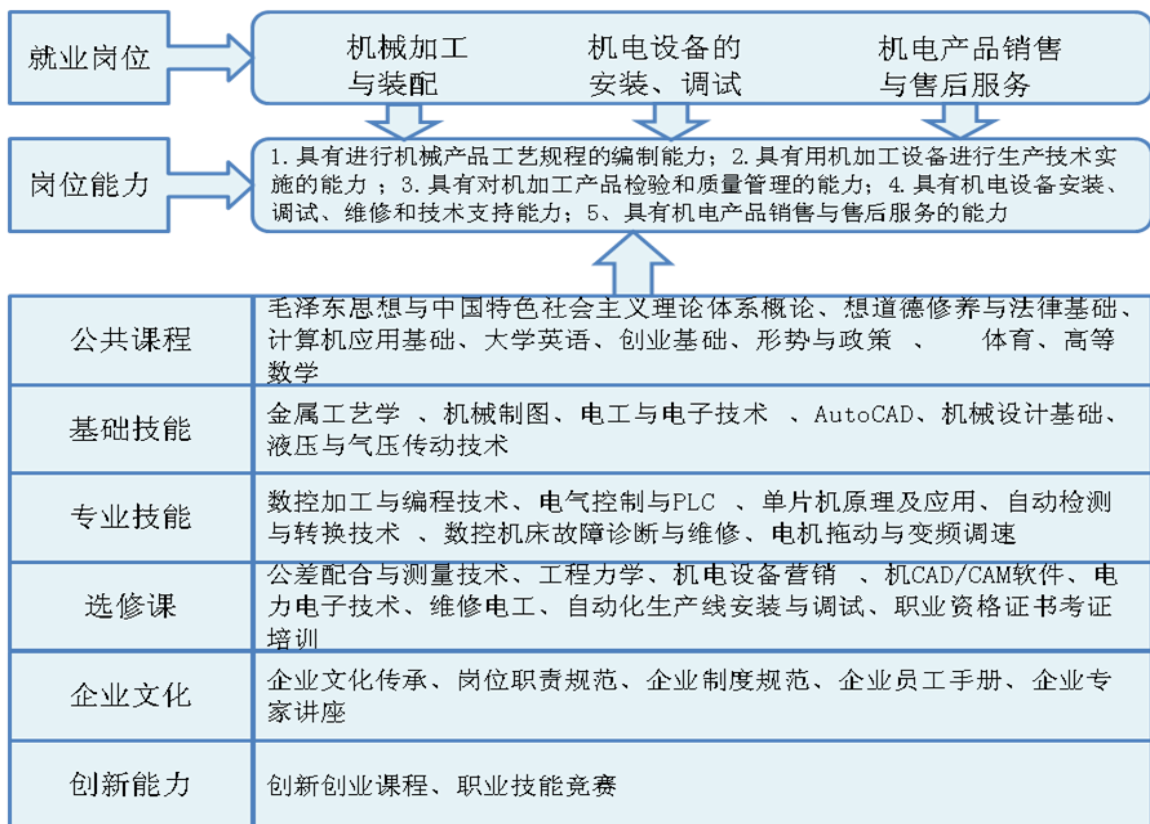 就业岗位
机械加工
与装配
机电设备的
安装、调试
机电产品销售
与售后服务
岗位能力
1.具有进行机械产品工艺规程的编制能力；2.具有用机加工设备进行生产技术实
施的能力 ；3.具有对机加工产品检验和质量管理的能力；4.具有机电设备安装、
调试、维修和技术支持能力；5、具有机电产品销售与售后服务的能力
公共课程
毛泽东思想与中国特色社会主义理论体系概论、想道德修养与法律基础、
计算机应用基础、大学英语、创业基础、形势与政策 、 体育、高等
数学
基础技能
金属工艺学 、机械制图、电工与电子技术 、AutoCAD、机械设计基础、
液压与气压传动技术
专业技能
数控加工与编程技术、电气控制与PLC 、单片机原理及应用、自动检测
与转换技术 、数控机床故障诊断与维修、电机拖动与变频调速
选修课
公差配合与测量技术、工程力学、机电设备营销 、机CAD/CAM软件、电
力电子技术、维修电工、自动化生产线安装与调试、职业资格证书考证
培训
企业文化
企业文化传承、岗位职责规范、企业制度规范、企业员工手册、企业专
家讲座
创新能力
创新创业课程、职业技能竞赛